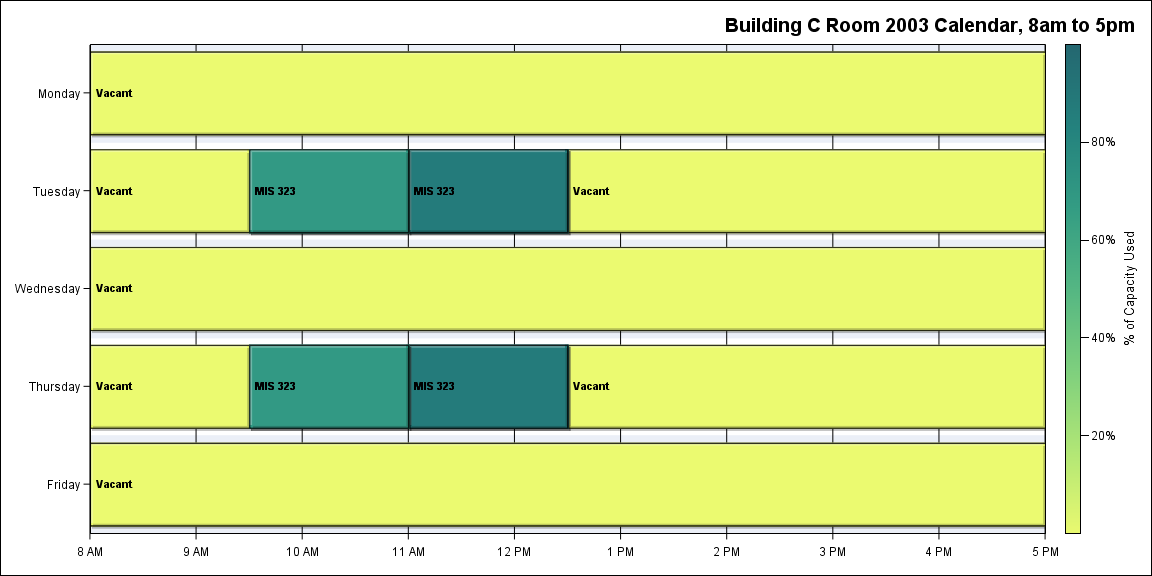 Building C Room 2003 Calendar, 8am to 5pm
Monday
Vacant
Tuesday
Vacant
MIS 323
MIS 323
Vacant
Wednesday
Vacant
Thursday
Vacant
MIS 323
MIS 323
Vacant
Friday
Vacant
8 AM
9 AM
10 AM
11 AM
12 PM
1 PM
2 PM
3 PM
4 PM
5 PM
80%
60%
40%
20%
% of Capacity Used